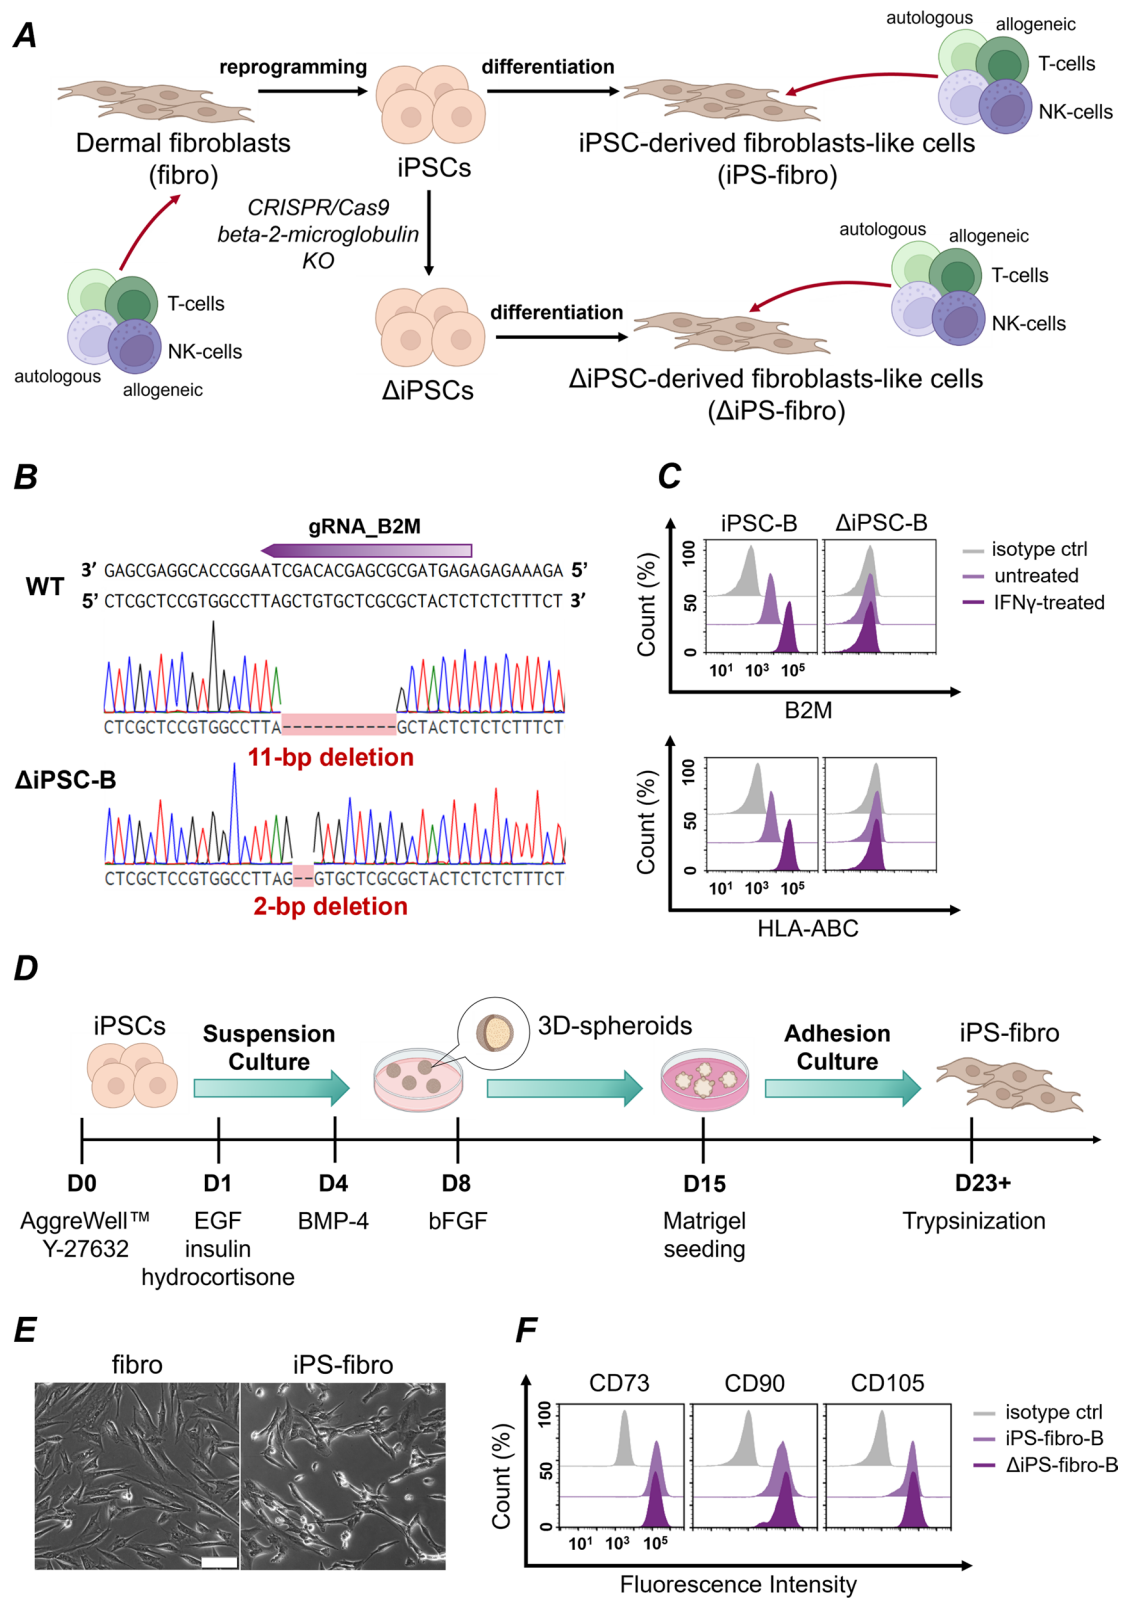 A
reprogramming
differentiation
autologous
allogeneic
T-cells
NK-cells
Dermal fibroblasts
(fibro)
iPSCs
iPSC-derived fibroblasts-like cells
(iPS-fibro)
CRISPR/Cas9
beta-2-microglobulin
KO
T-cells
NK-cells
autologous
allogeneic
differentiation
autologous
allogeneic
T-cells
NK-cells
ΔiPSCs
ΔiPSC-derived fibroblasts-like cells
(ΔiPS-fibro)
B
gRNA_B2M
WT
3’ GAGCGAGGCACCGGAATCGACACGAGCGCGATGAGAGAGAAAGA 5’
5’ CTCGCTCCGTGGCCTTAGCTGTGCTCGCGCTACTCTCTCTTTCT 3’
CTCGCTCCGTGGCCTTA-----------GCTACTCTCTCTTTCT
11-bp deletion
ΔiPSC-B
CTCGCTCCGTGGCCTTAG--GTGCTCGCGCTACTCTCTCTTTCT
2-bp deletion
C
iPSC-B
ΔiPSC-B
Count (%)
100
50
0
10¹ 10³ 10⁵
B2M
isotype ctrl
untreated
IFNγ-treated
Count (%)
100
50
0
10¹ 10³ 10⁵
HLA-ABC
D
iPSCs
Suspension
Culture
3D-spheroids
Adhesion
Culture
iPS-fibro
D0
D1
D4
D8
D15
D23+
AggreWell™
Y-27632
EGF
insulin
hydrocortisone
BMP-4
bFGF
Matrigel
seeding
Trypsinization
E
fibro
iPS-fibro
F
CD73
CD90
CD105
Count (%)
100
50
0
10¹ 10³ 10⁵
Fluorescence Intensity
isotype ctrl
iPS-fibro-B
ΔiPS-fibro-B